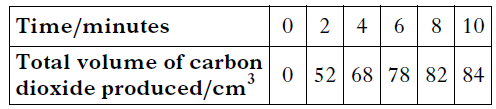 Time/minutes 0 2 4 6 8 10
Total volume of carbon
dioxide produced/cm³ 0 52 68 78 82 84